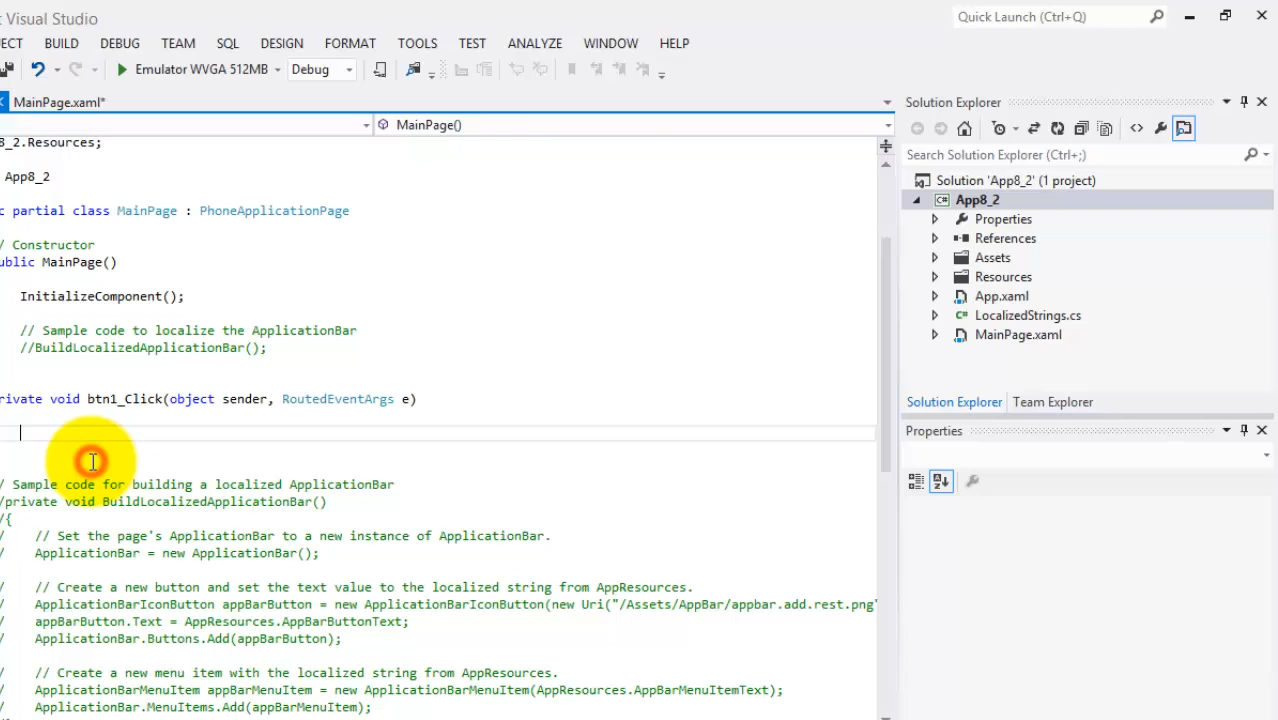 t Visual Studio
Quick Launch (Ctrl+Q)
ECT BUILD DEBUG TEAM SQL DESIGN FORMAT TOOLS TEST ANALYZE WINDOW HELP
Emulator WVGA 512MB Debug
MainPage.xaml*
MainPage()
8_2.Resources;
App8_2
c partial class MainPage : PhoneApplicationPage
/ Constructor
ublic MainPage()
InitializeComponent();
// Sample code to localize the ApplicationBar
//BuildLocalizedApplicationBar();
rivate void btn1_Click(object sender, RoutedEventArgs e)
/ Sample code for building a localized ApplicationBar
/private void BuildLocalizedApplicationBar()
/{
/ // Set the page's ApplicationBar to a new instance of ApplicationBar.
/ ApplicationBar = new ApplicationBar();
/ // Create a new button and set the text value to the localized string from AppResources.
/ ApplicationBarIconButton appBarButton = new ApplicationBarIconButton(new Uri("/Assets/AppBar/appbar.add.rest.png"
/ appBarButton.Text = AppResources.AppBarButtonText;
/ ApplicationBar.Buttons.Add(appBarButton);
/ // Create a new menu item with the localized string from AppResources.
/ ApplicationBarMenuItem appBarMenuItem = new ApplicationBarMenuItem(AppResources.AppBarMenuItemText);
/ ApplicationBar.MenuItems.Add(appBarMenuItem);
Solution Explorer
Search Solution Explorer (Ctrl+;)
Solution 'App8_2' (1 project)
App8_2
Properties
References
Assets
Resources
App.xaml
LocalizedStrings.cs
MainPage.xaml
Solution Explorer Team Explorer
Properties